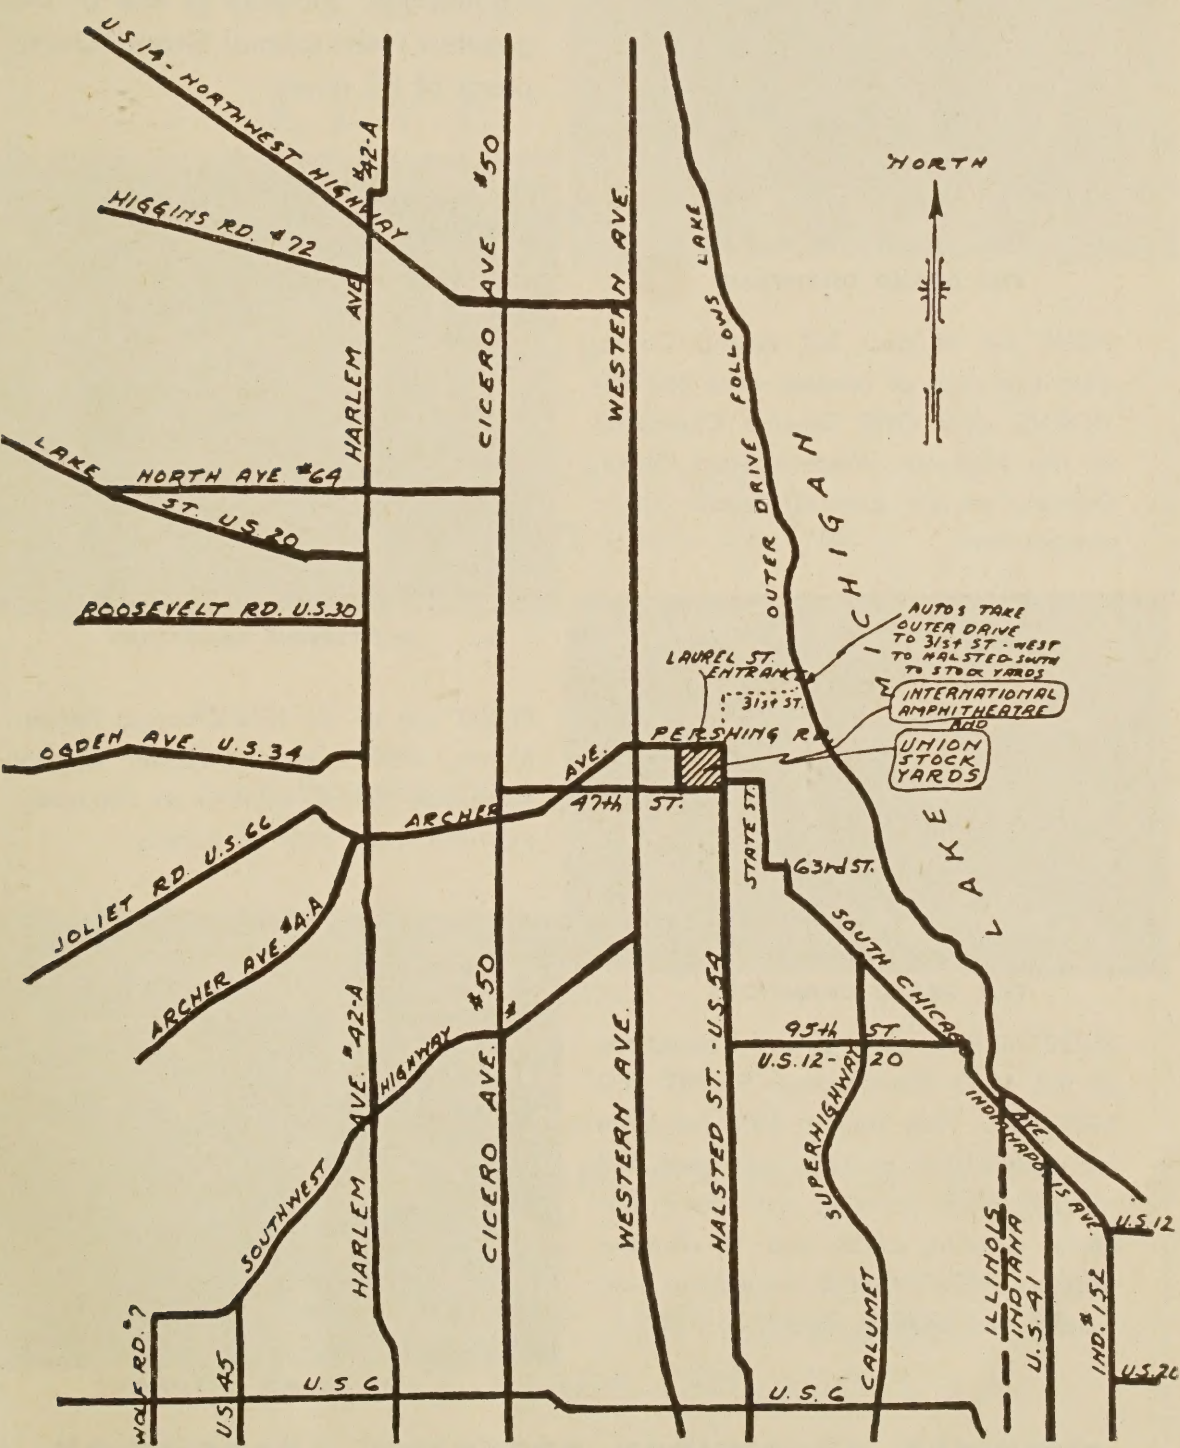 U.S. 14 - NORTHWEST HIGHWAY
#42-A
#50
NORTH
HIGGINS RD. #72
HARLEM AVE
CICERO AVE
WESTERN AVE.
OUTER DRIVE FOLLOWS LAKE
LAKE ST. U.S. 20
NORTH AVE #64
ROOSEVELT RD. U.S. 30
LAKE MICHIGAN
AUTOS TAKE
OUTER DRIVE
TO 31st ST - WEST
TO HALSTED-SOUTH
TO STOCK YARDS
LAUREL ST.
ENTRANCE
31st ST.
INTERNATIONAL
AMPHITHEATRE
AND
UNION
STOCK
YARDS
PERSHING RD.
OGDEN AVE. U.S. 34
ARCHER AVE.
47th ST.
STATE ST.
63rd ST.
JOLIET RD. U.S. 66
ARCHER AVE. #4-A
SOUTH CHICAGO AVE.
#50
#
HARLEM AVE. #42-A
SOUTHWEST HIGHWAY
CICERO AVE.
WESTERN AVE.
HALSTED ST. - U.S. 54
95th ST.
U.S. 12 - 20
CALUMET SUPERHIGHWAY
INDIANAPOLIS AVE.
ILLINOIS
INDIANA
U.S. 41
IND. #152
U.S. 12
U.S. 20
WOLF RD. #7
U.S. 45
U.S 6
U.S. 6